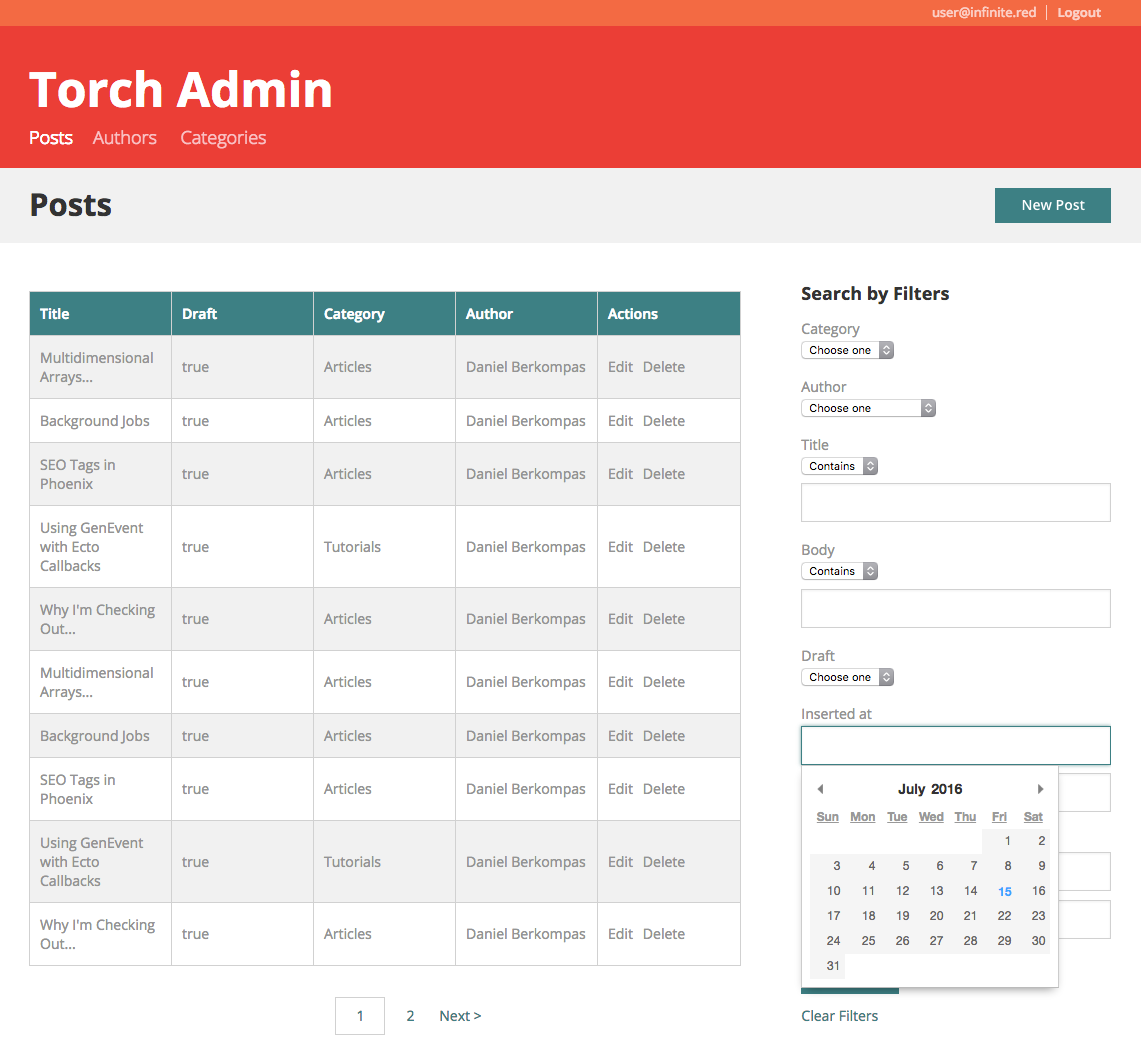 user@infinite.red Logout
Torch Admin
Posts Authors Categories
Posts
New Post
Title Draft Category Author Actions
Multidimensional
Arrays...
true Articles Daniel Berkompas Edit Delete
Background Jobs true Articles Daniel Berkompas Edit Delete
SEO Tags in
Phoenix
true Articles Daniel Berkompas Edit Delete
Using GenEvent
with Ecto
Callbacks
true Tutorials Daniel Berkompas Edit Delete
Why I'm Checking
Out...
true Articles Daniel Berkompas Edit Delete
Multidimensional
Arrays...
true Articles Daniel Berkompas Edit Delete
Background Jobs true Articles Daniel Berkompas Edit Delete
SEO Tags in
Phoenix
true Articles Daniel Berkompas Edit Delete
Using GenEvent
with Ecto
Callbacks
true Tutorials Daniel Berkompas Edit Delete
Why I'm Checking
Out...
true Articles Daniel Berkompas Edit Delete
1 2 Next >
Search by Filters
Category
Choose one
Author
Choose one
Title
Contains
Body
Contains
Draft
Choose one
Inserted at
July 2016
Sun Mon Tue Wed Thu Fri Sat
1 2
3 4 5 6 7 8 9
10 11 12 13 14 15 16
17 18 19 20 21 22 23
24 25 26 27 28 29 30
31
Clear Filters